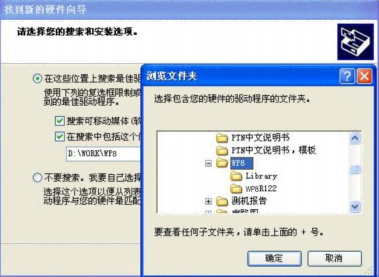 找到新的硬件向导
请选择您的搜索和安装选项。
在这些位置上搜索最佳驱
使用下列的复选框限制或
到的最佳驱动程序。
搜索可移动媒体(软
在搜索中包括这个位
D:\WORK\WP8
不要搜索。我要自己选择
选择这个选项以便从列表
动程序与您的硬件最匹配
浏览文件夹
选择包含您的硬件的驱动程序的文件夹。
PTN中文说明书
PTN中文说明书,模板
WP8
Library
WP8R122
测机报告
要查看任何子文件夹,请单击上面的 + 号。
确定
取消